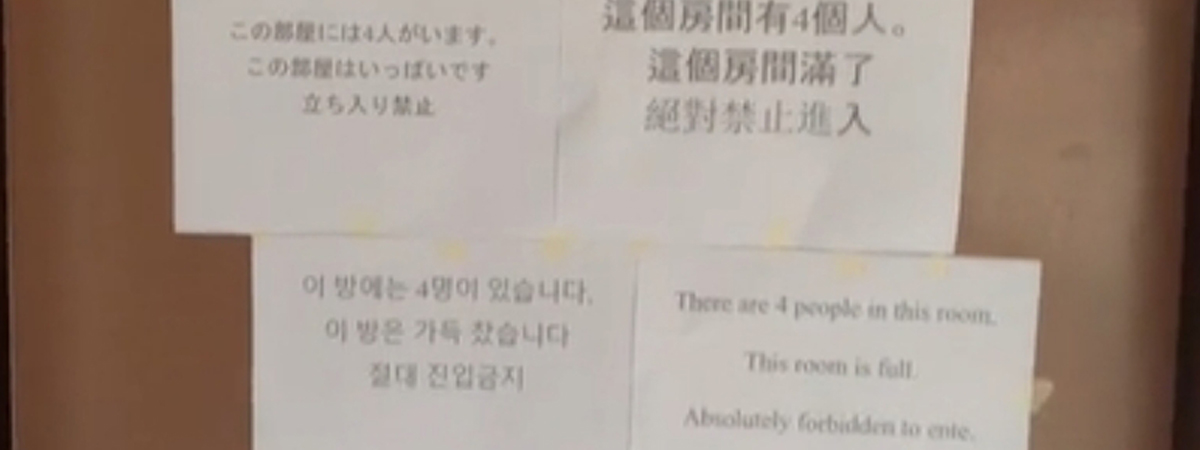 この部屋には4人がいます。
この部屋はいっぱいです
立ち入り禁止
這個房間有4個人。
這個房間滿了
絕對禁止進入
이 방에는 4명이 있습니다.
이 방은 가득 찼습니다
절대 진입금지
There are 4 people in this room.
This room is full.
Absolutely forbidden to ente.